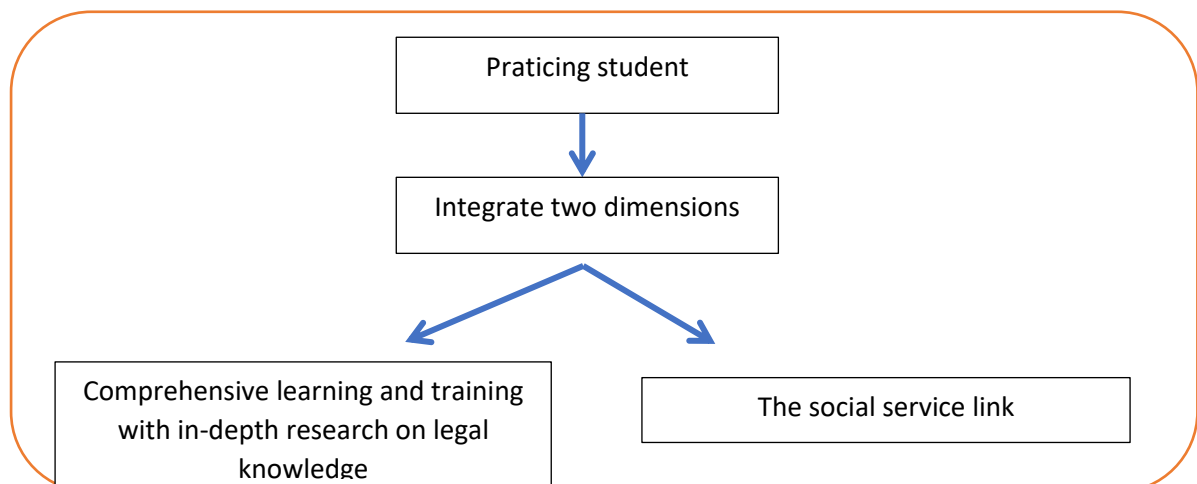 Praticing student
Integrate two dimensions
Comprehensive learning and training
with in-depth research on legal
knowledge
The social service link